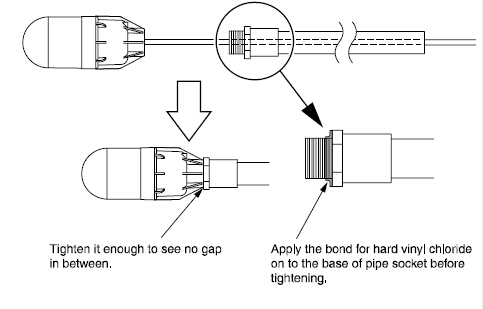 Tighten it enough to see no gap
in between.
Apply the bond for hard vinyl chloride
on to the base of pipe socket before
tightening.